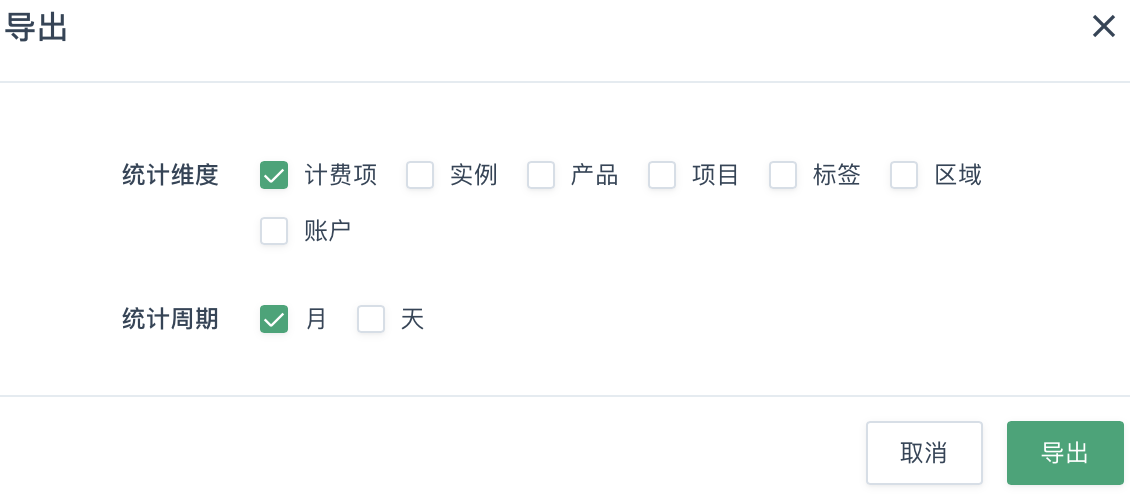 导出
统计维度 计费项 实例 产品 项目 标签 区域
账户
统计周期 月 天
取消 导出